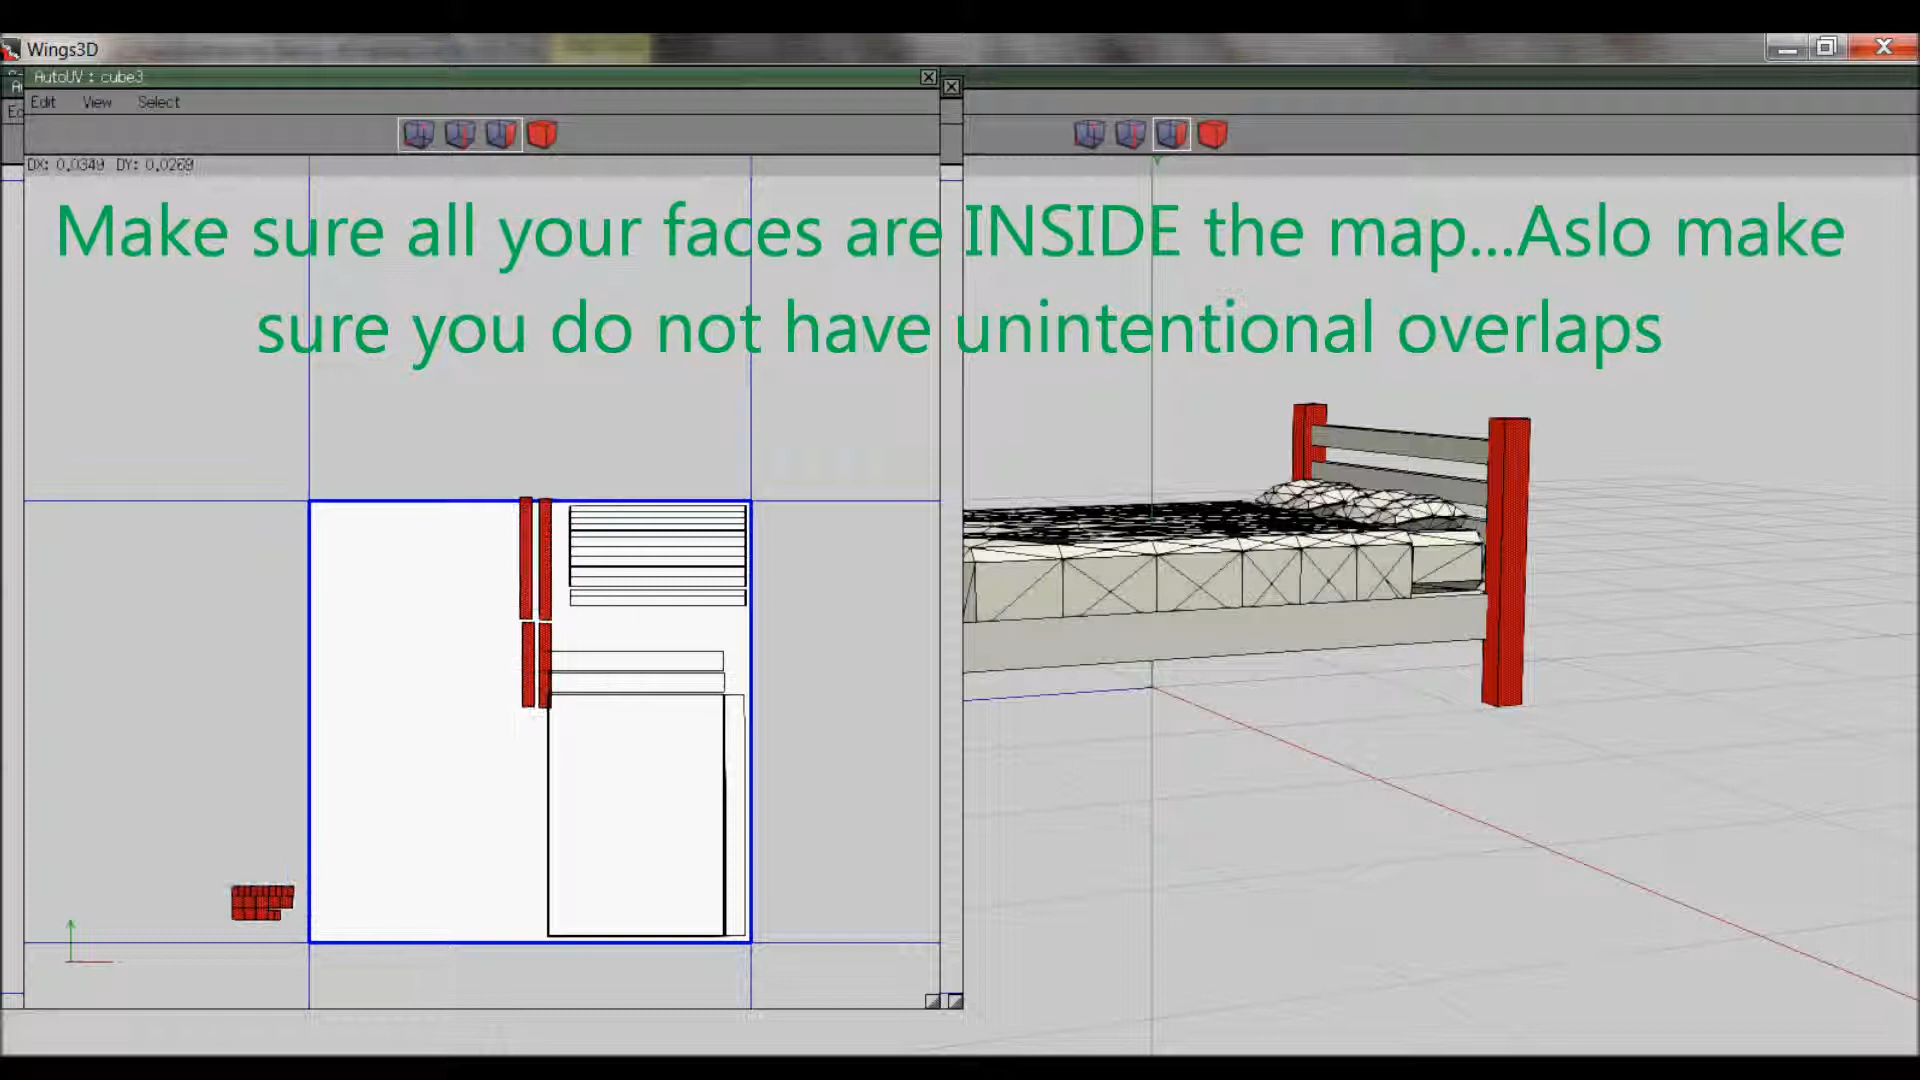 Wings3D
AutoUV : cube3
Edit View Select
DX: 0.0349 DY: 0.0269
Make sure all your faces are INSIDE the map...Aslo make
sure you do not have unintentional overlaps